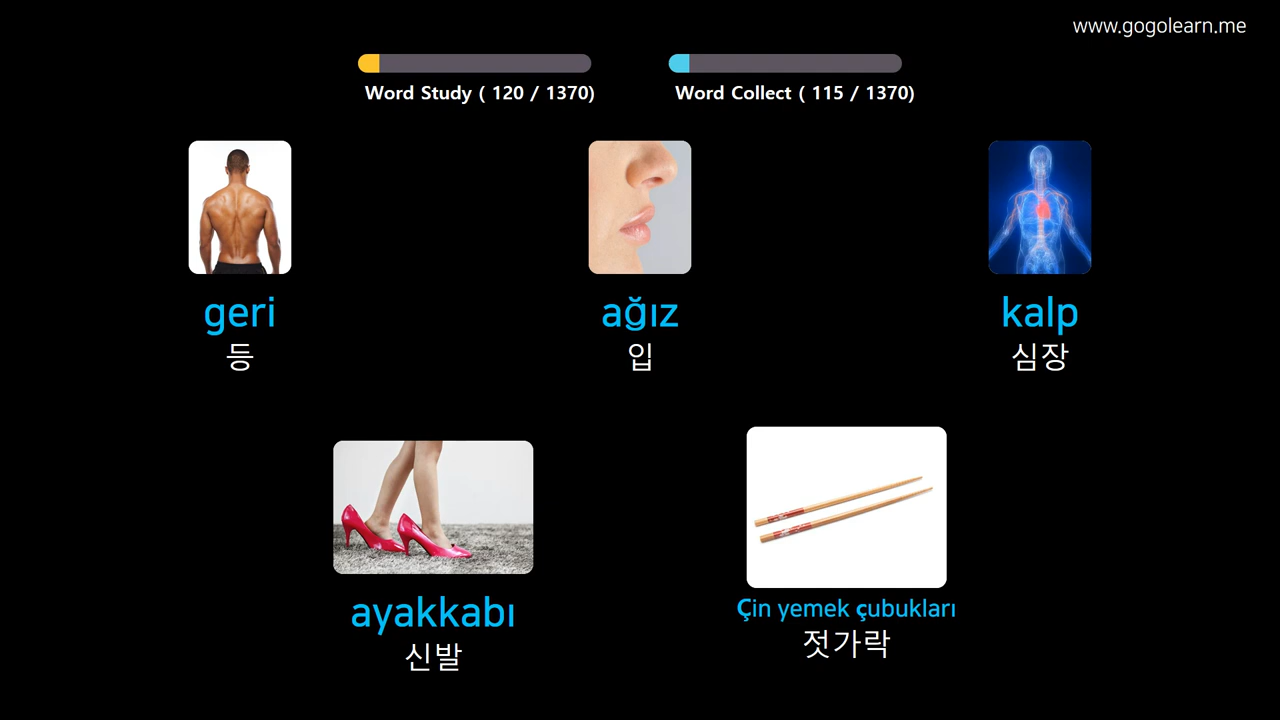 www.gogolearn.me
Word Study ( 120 / 1370)
Word Collect ( 115 / 1370)
geri
등
ağız
입
kalp
심장
ayakkabı
신발
Çin yemek çubukları
젓가락